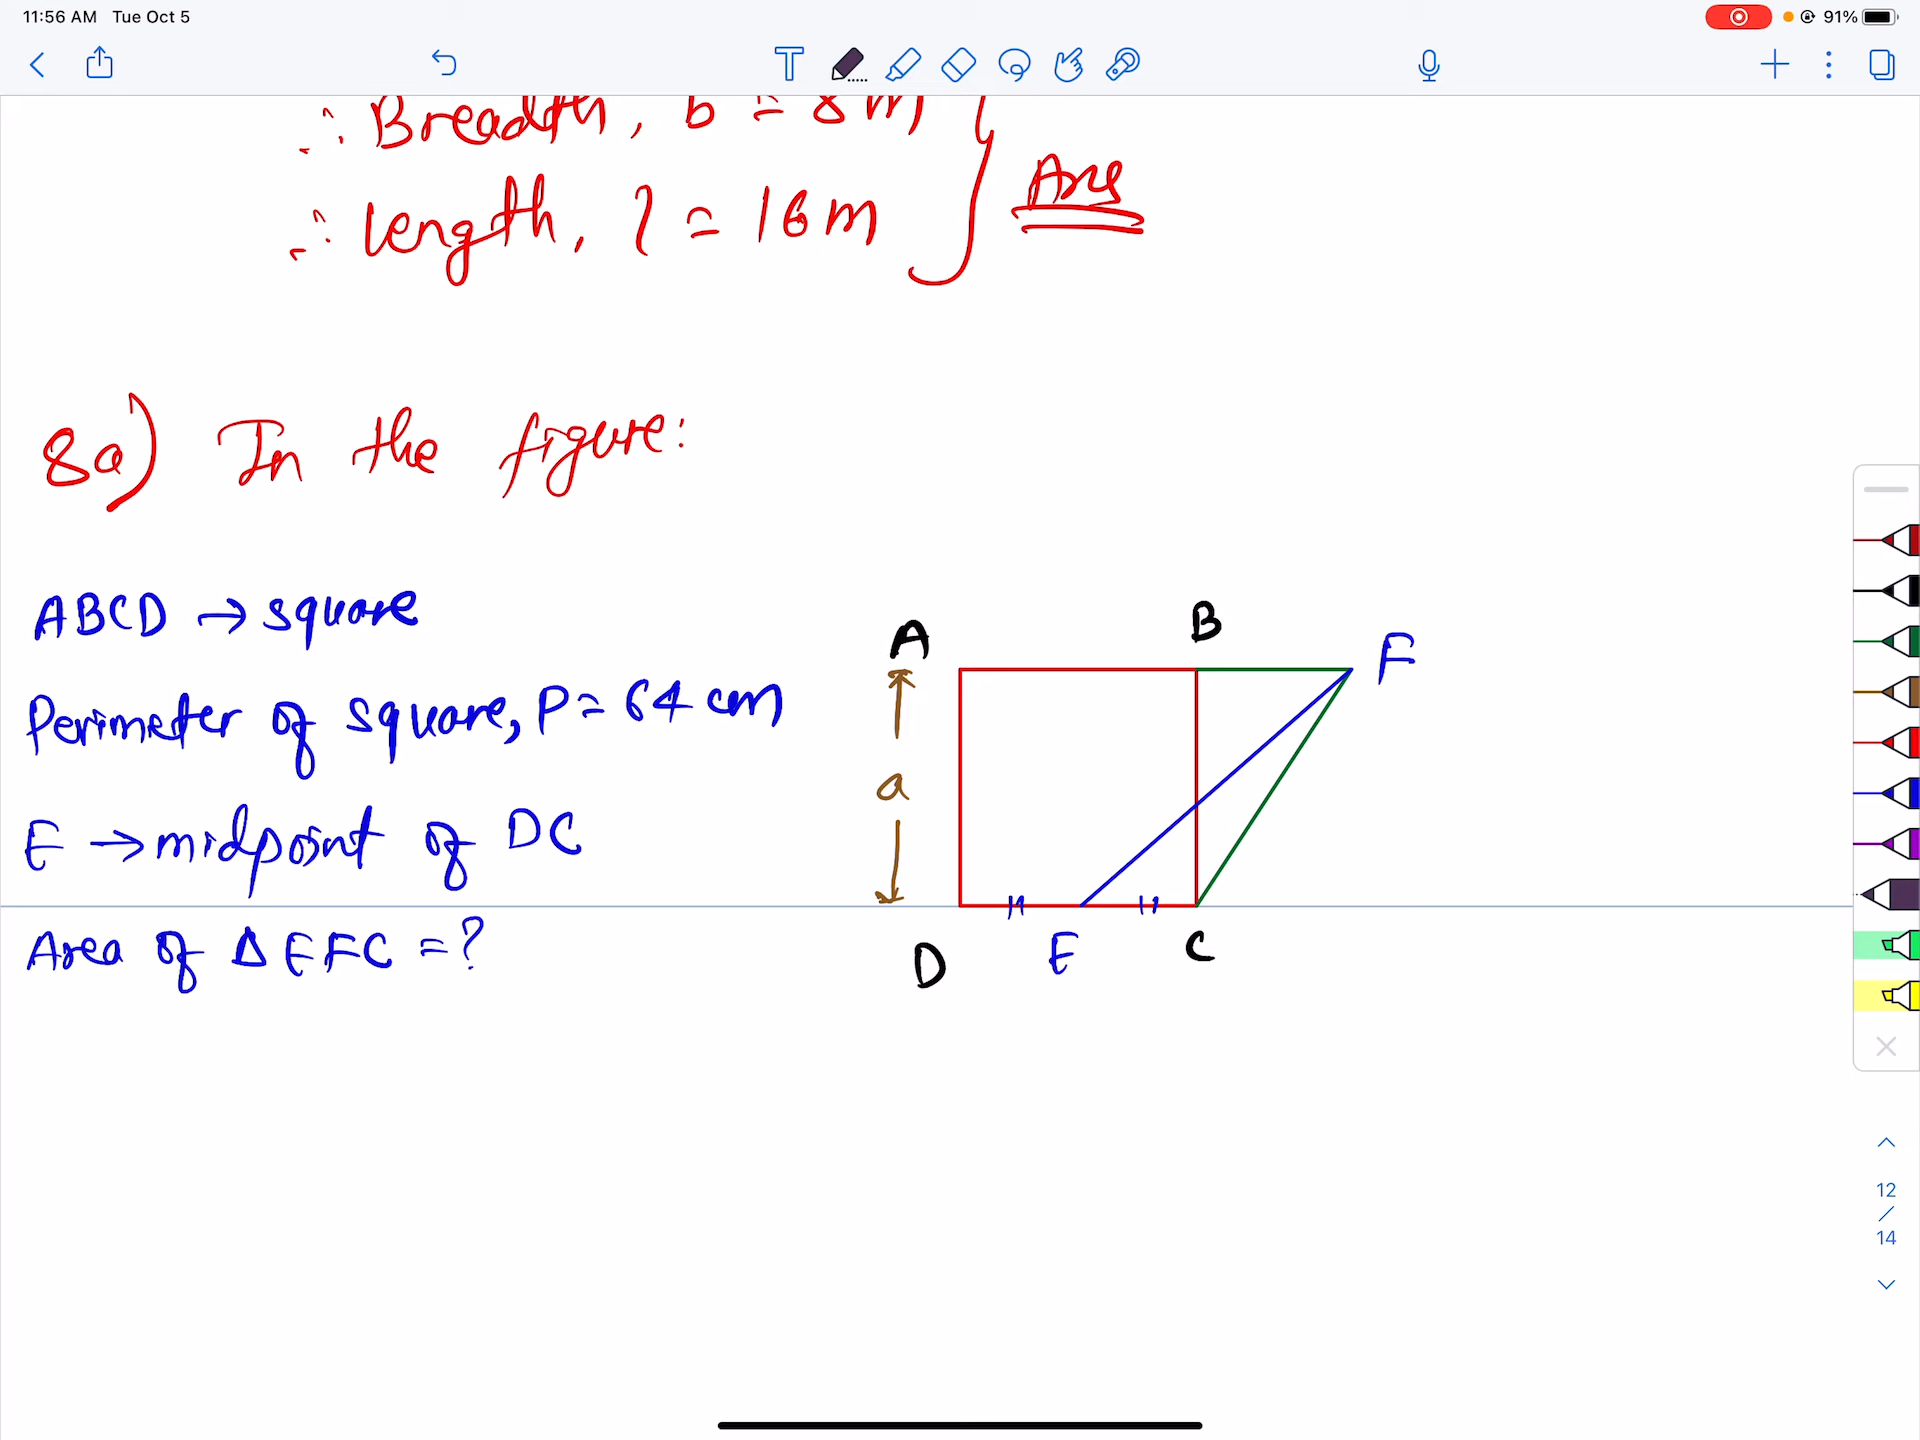 11:56 AM Tue Oct 5
91%
T
∴ Breadth, b = 8m
∴ length, l = 16m
Ans
8a) In the figure:
ABCD → square
Perimeter of square, P = 64 cm
E → midpoint of DC
Area of Δ EFC = ?
A
B
F
a
D
E
C
12
/
14